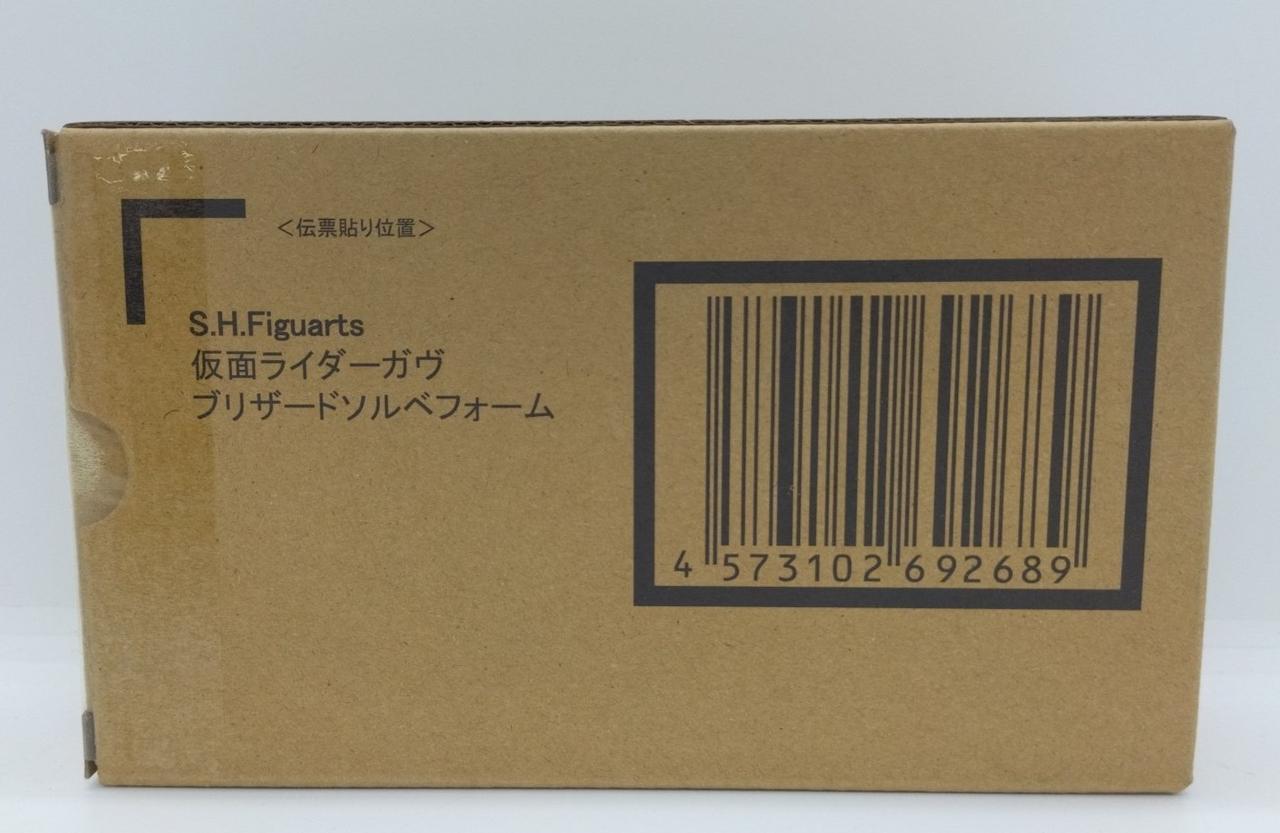 ＜伝票貼り位置＞
S.H.Figuarts
仮面ライダーガヴ
ブリザードソルベフォーム
4 573102 692689